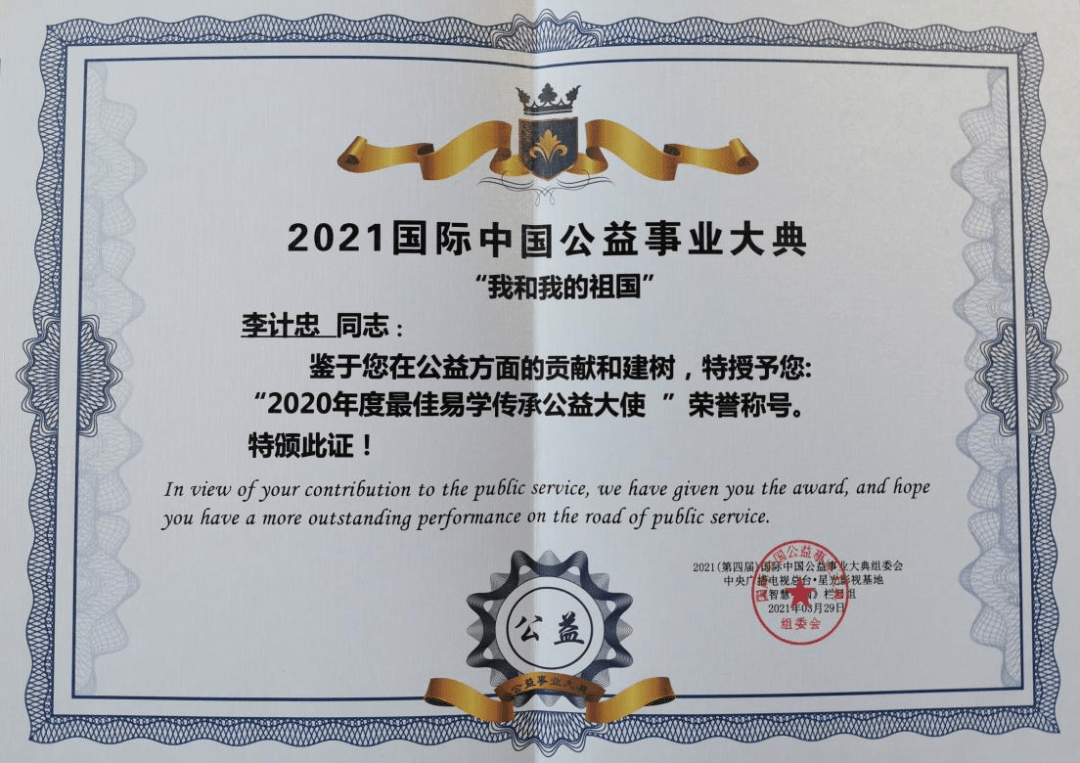 2021国际中国公益事业大典
“我和我的祖国”
李计忠 同志：
鉴于您在公益方面的贡献和建树，特授予您:
“2020年度最佳易学传承公益大使 ”荣誉称号。
特颁此证！
In view of your contribution to the public service, we have given you the award, and hope
you have a more outstanding performance on the road of public service.
2021(第四届)国际中国公益事业大典组委会
中央广播电视总台•星光影视基地
《智慧 》栏目组
2021年03月29日
组委会
公益
公益事业大典